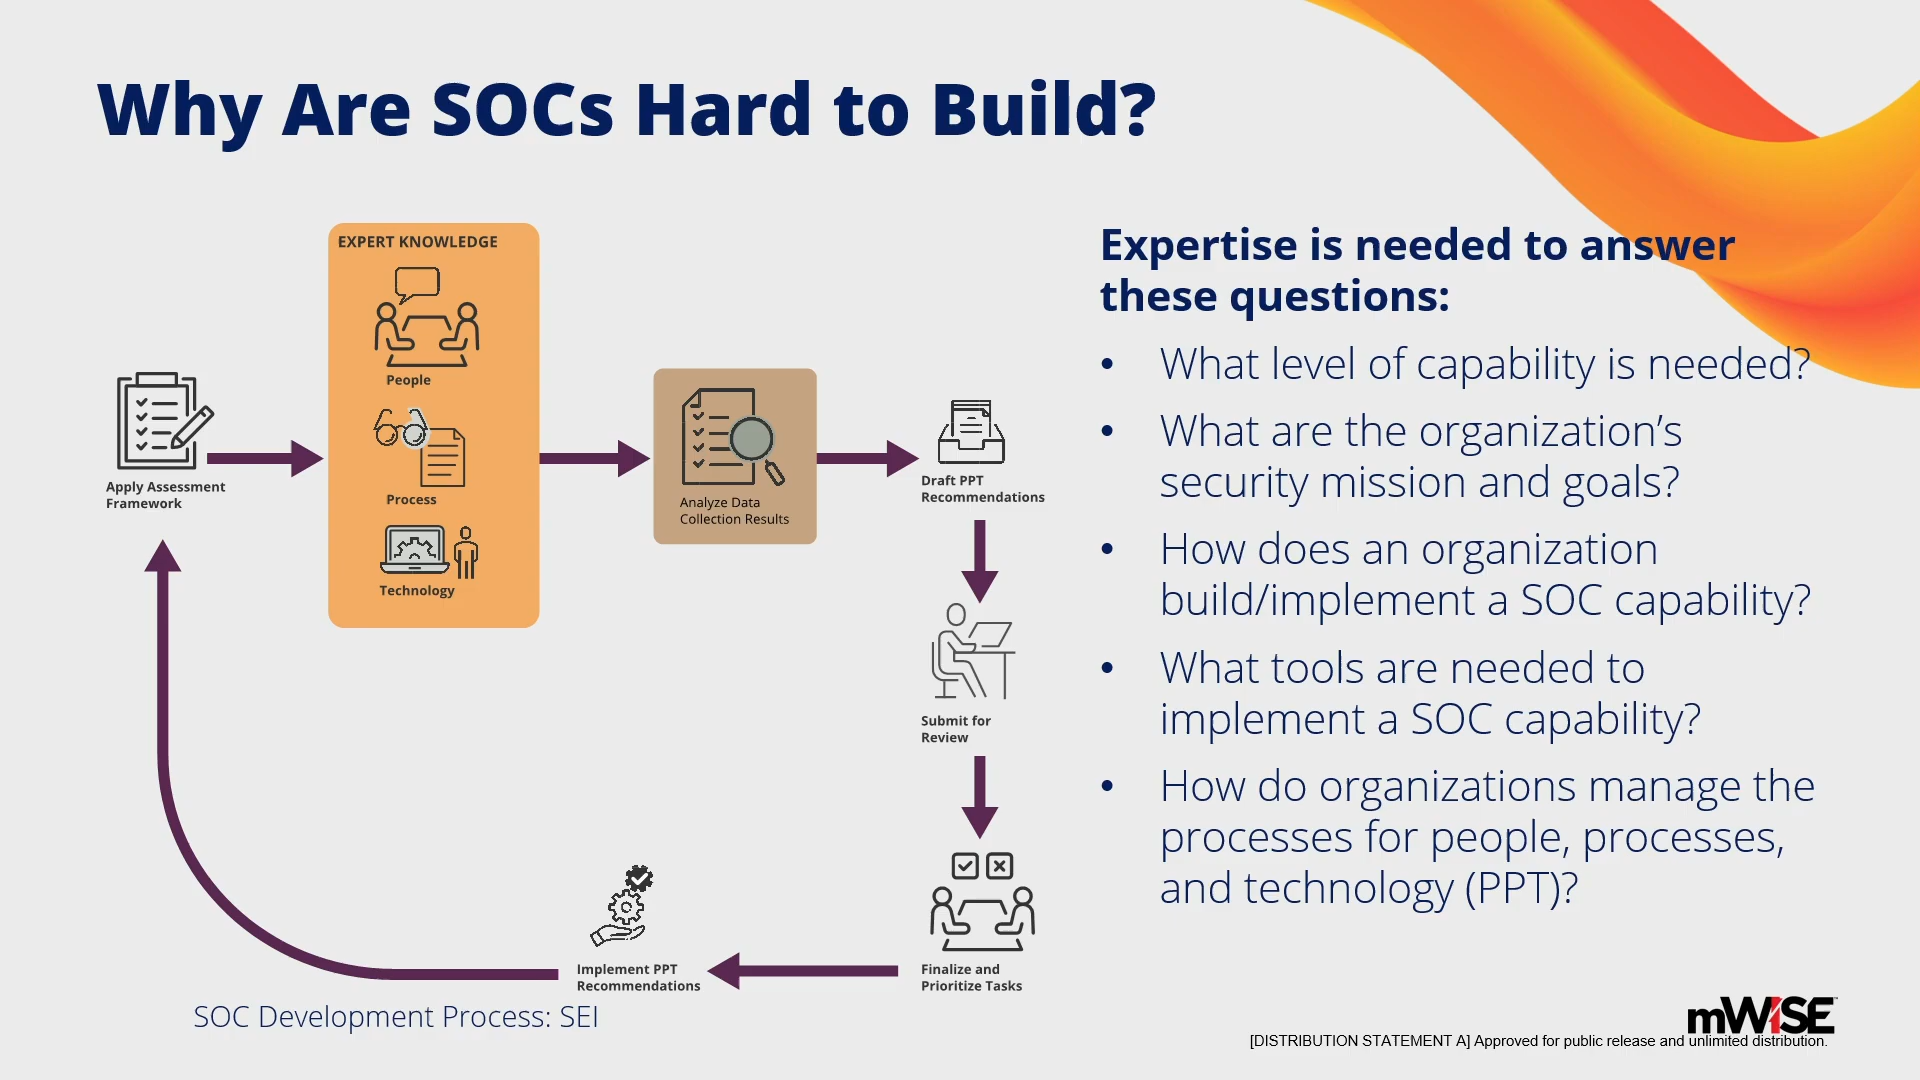 Why Are SOCs Hard to Build?
EXPERT KNOWLEDGE
People
Process
Technology
Apply Assessment
Framework
Analyze Data
Collection Results
Draft PPT
Recommendations
Submit for
Review
Finalize and
Prioritize Tasks
Implement PPT
Recommendations
SOC Development Process: SEI
Expertise is needed to answer
these questions:
• What level of capability is needed?
• What are the organization’s
security mission and goals?
• How does an organization
build/implement a SOC capability?
• What tools are needed to
implement a SOC capability?
• How do organizations manage the
processes for people, processes,
and technology (PPT)?
mWISE
[DISTRIBUTION STATEMENT A] Approved for public release and unlimited distribution.